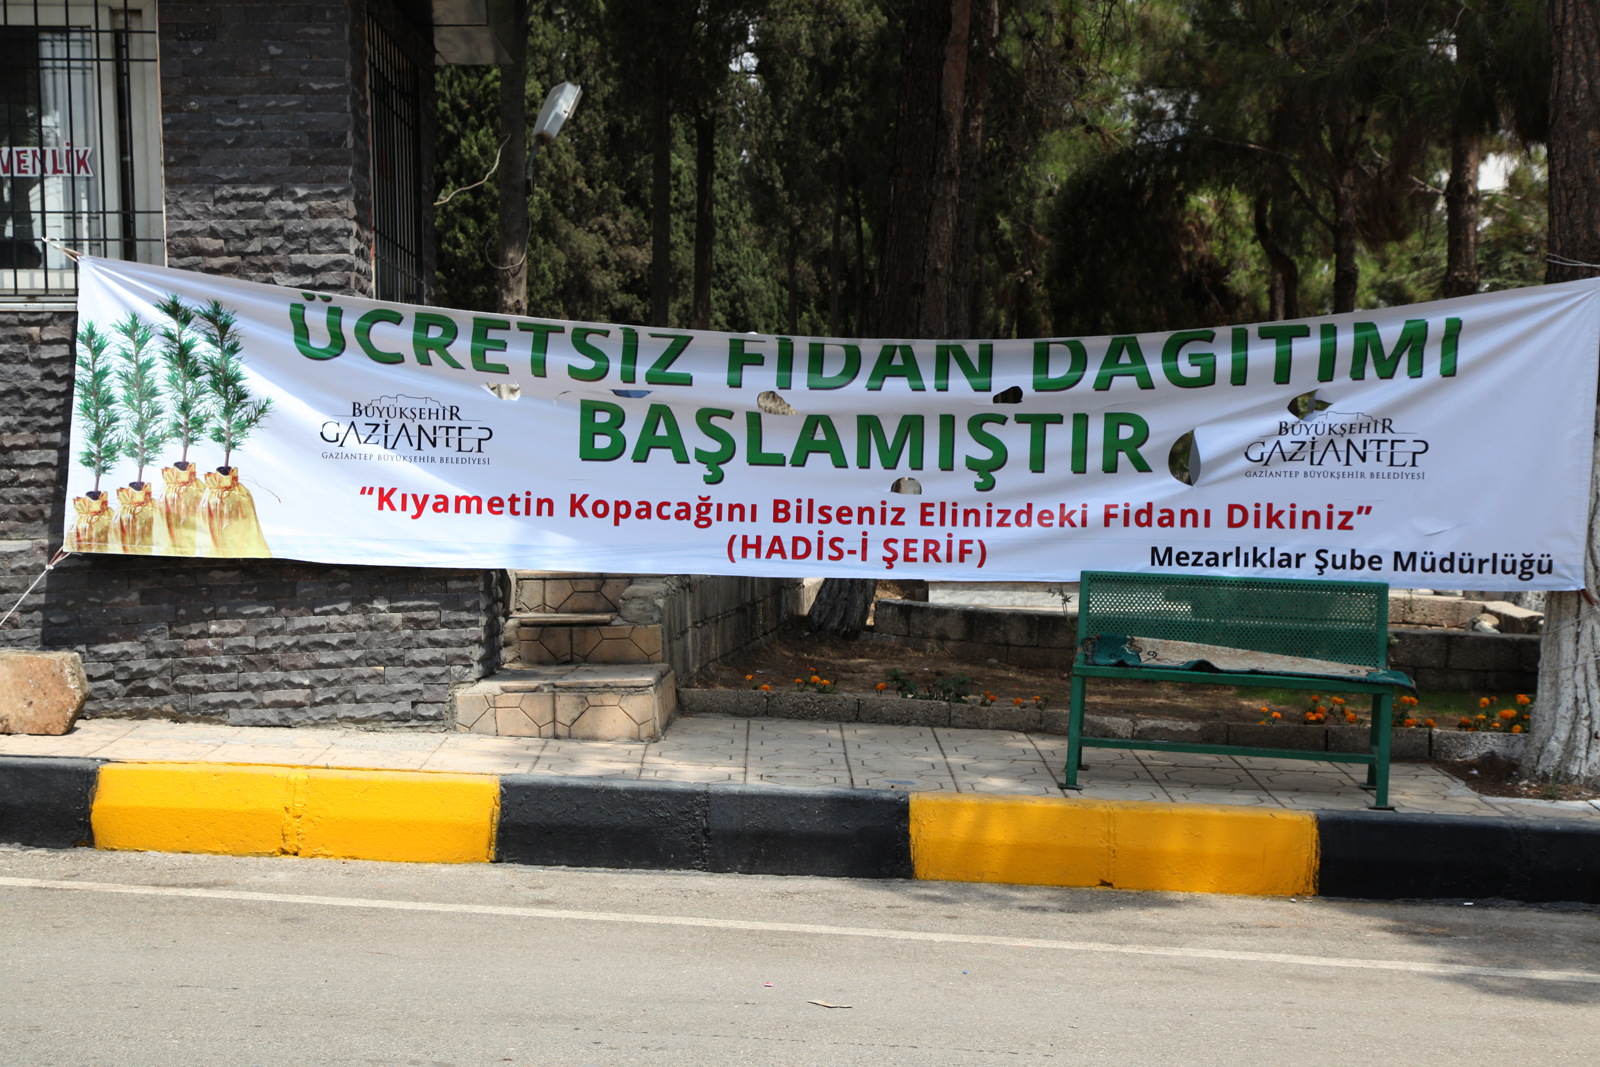 VENLİK
ÜCRETSİZ FİDAN DAĞITIMI
BAŞLAMIŞTIR
BÜYÜKŞEHİR
GAZİANTEP
GAZİANTEP BÜYÜKŞEHİR BELEDİYESİ
BÜYÜKŞEHİR
GAZİANTEP
GAZİANTEP BÜYÜKŞEHİR BELEDİYESİ
“Kıyametin Kopacağını Bilseniz Elinizdeki Fidanı Dikiniz”
(HADİS-İ ŞERİF)
Mezarlıklar Şube Müdürlüğü